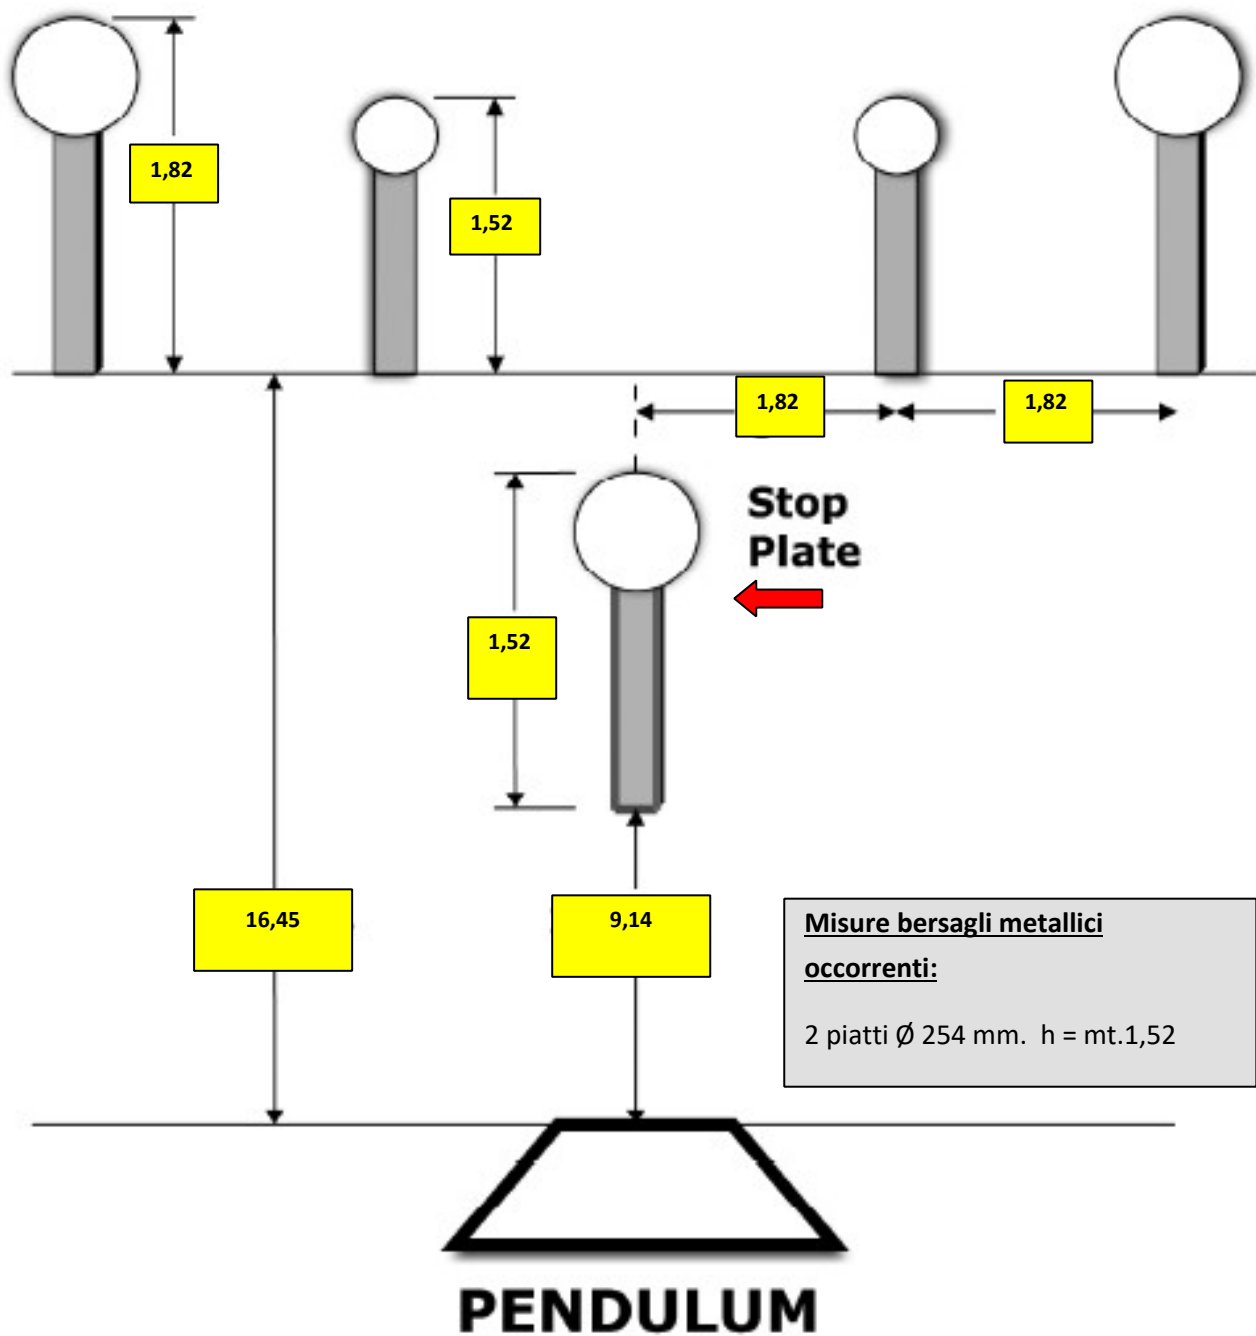 1,82
1,52
1,82
1,82
Stop
Plate
1,52
16,45
9,14
Misure bersagli metallici
occorrenti:
2 piatti Ø 254 mm.  h = mt.1,52
PENDULUM